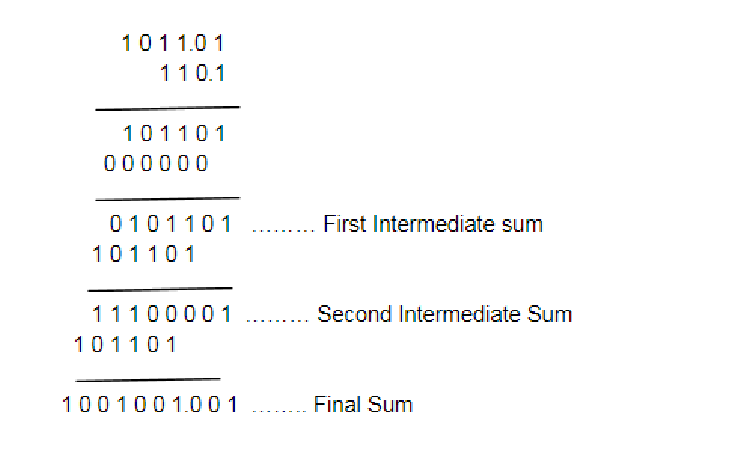 1 0 1 1.0 1
1 1 0.1
1 0 1 1 0 1
0 0 0 0 0 0
0 1 0 1 1 0 1 ......... First Intermediate sum
1 0 1 1 0 1
1 1 1 0 0 0 0 1 ......... Second Intermediate Sum
1 0 1 1 0 1
1 0 0 1 0 0 1.0 0 1 ........ Final Sum